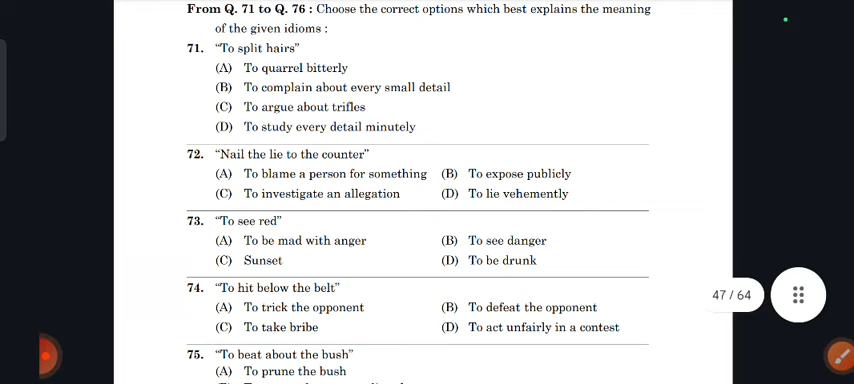 From Q. 71 to Q. 76 : Choose the correct options which best explains the meaning
of the given idioms :
71. “To split hairs”
(A) To quarrel bitterly
(B) To complain about every small detail
(C) To argue about trifles
(D) To study every detail minutely
72. “Nail the lie to the counter”
(A) To blame a person for something (B) To expose publicly
(C) To investigate an allegation (D) To lie vehemently
73. “To see red”
(A) To be mad with anger (B) To see danger
(C) Sunset (D) To be drunk
74. “To hit below the belt”
(A) To trick the opponent (B) To defeat the opponent
(C) To take bribe (D) To act unfairly in a contest
47 / 64
75. “To beat about the bush”
(A) To prune the bush